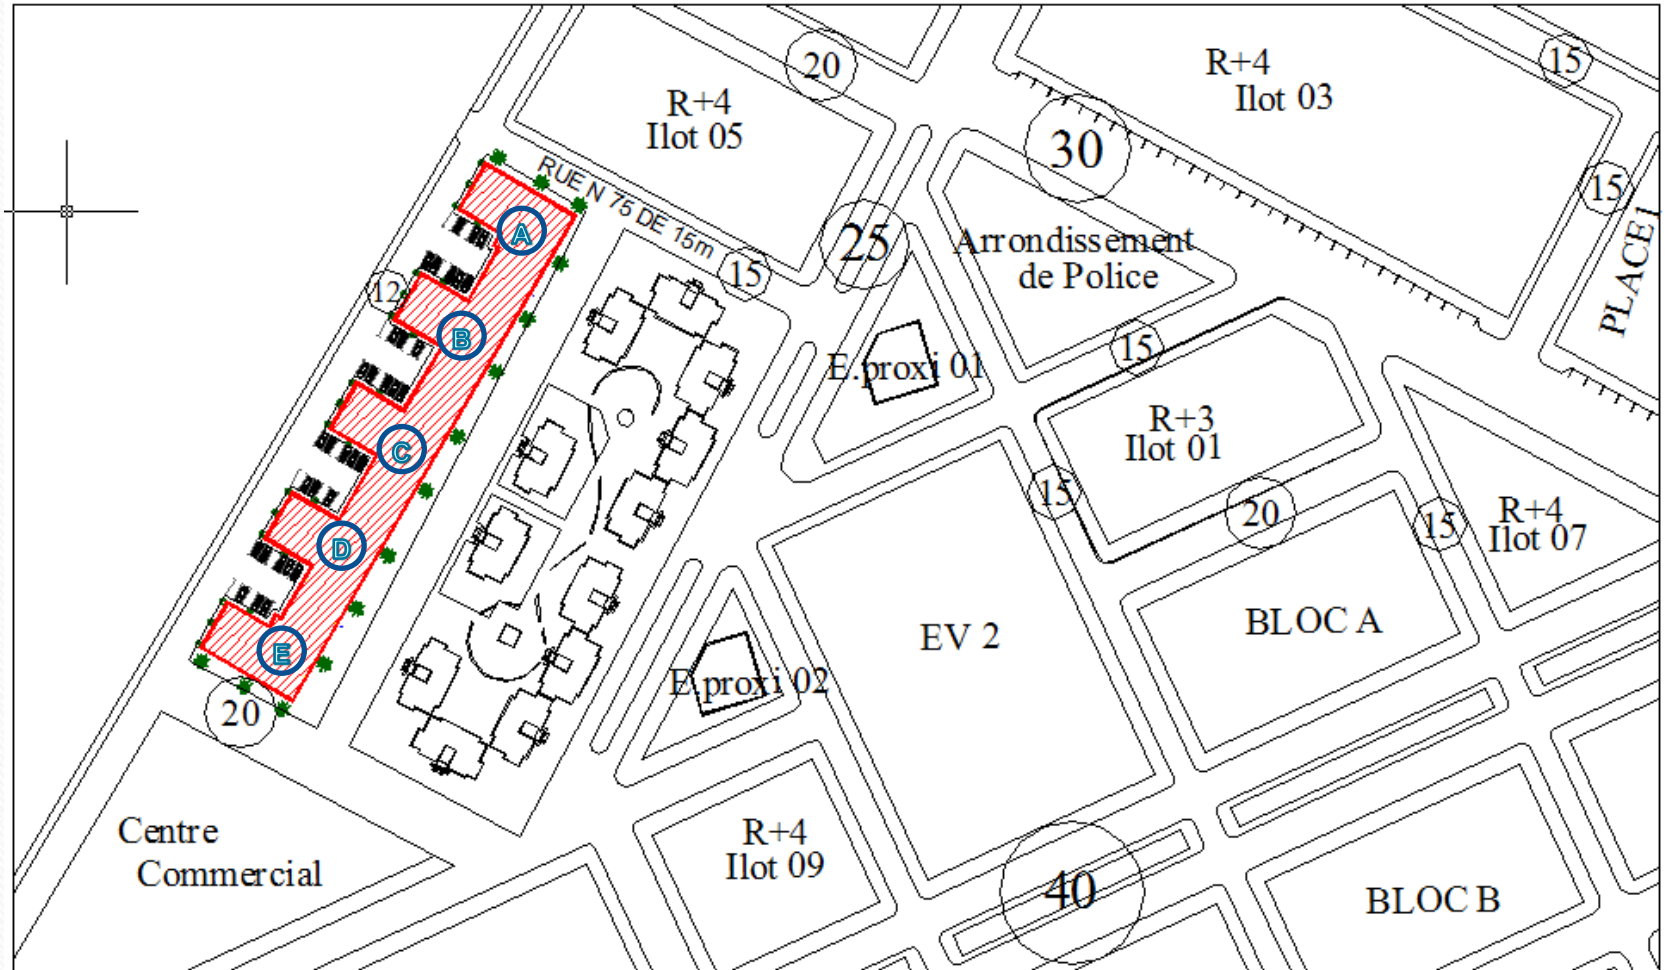 20
15
R+4
Ilot 03
R+4
Ilot 05
30
RUE N 75 DE 15m
15
PLACE1
A
25
Arrondissement
de Police
15
12
B
15
E.proxi 01
R+3
Ilot 01
C
15
20
15
R+4
Ilot 07
D
BLOC A
EV 2
E
E.proxi 02
20
Centre
Commercial
R+4
Ilot 09
40
BLOC B